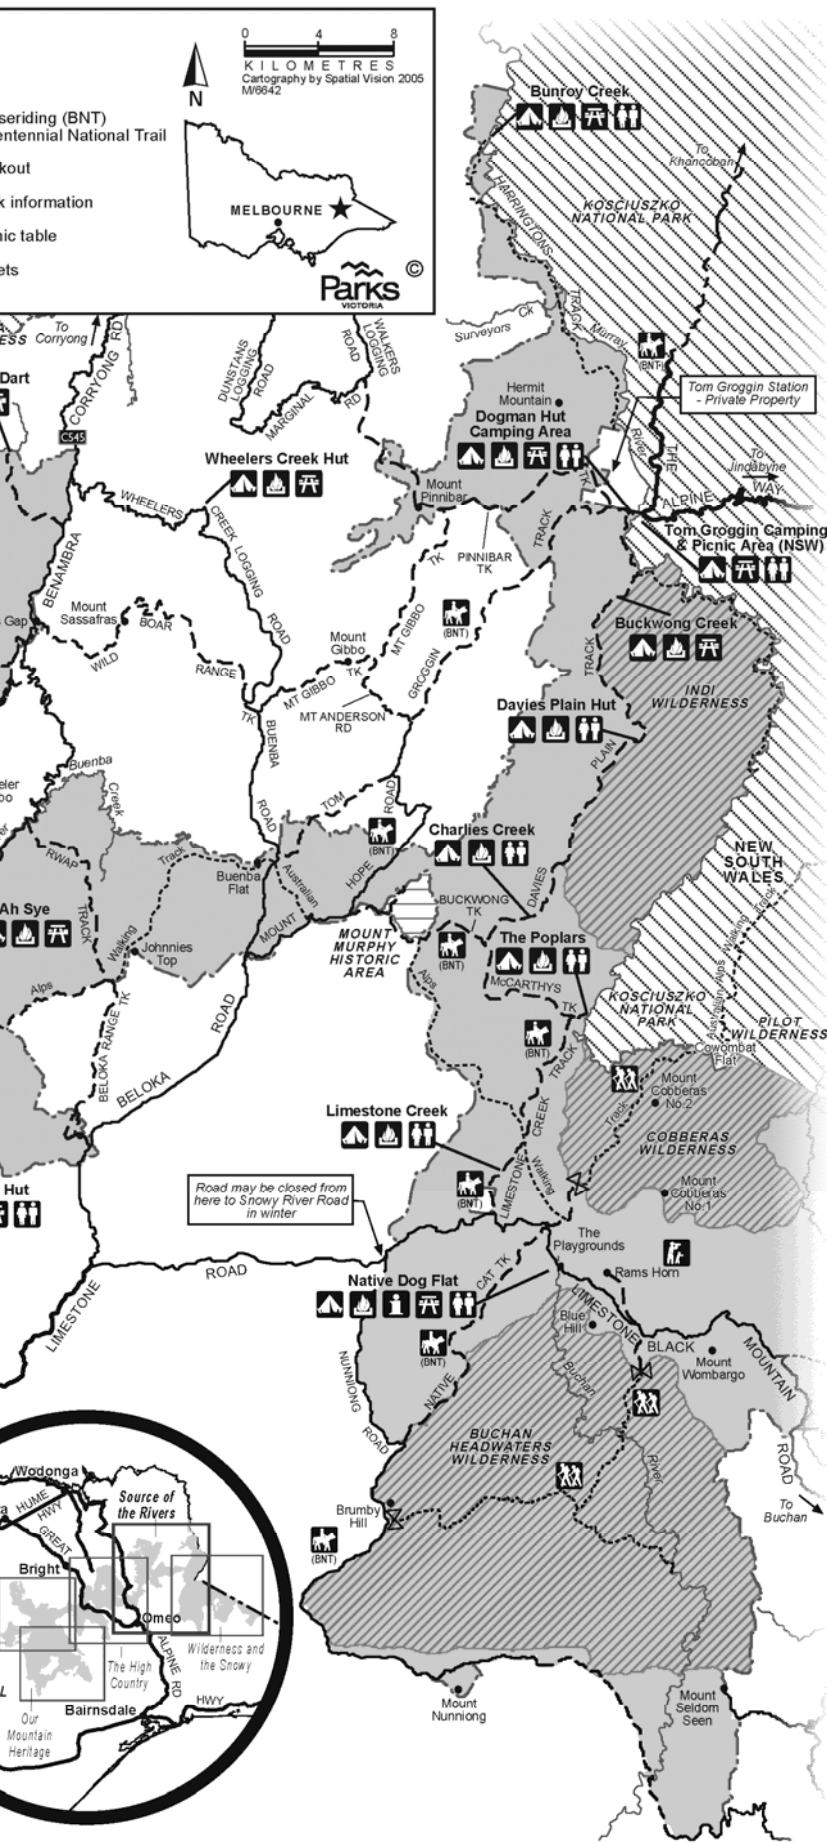 0 4 8
KILOMETRES
Cartography by Spatial Vision 2005
M/6642
N
seriding (BNT)
entennial National Trail
kout
k information
nic table
ets
MELBOURNE
Parks
VICTORIA
©
Bunroy Creek
To
Khancoban
HARRINGTONS
TRACK
KOSCIUSZKO
NATIONAL PARK
ESS
To
Corryong
CORRYONG RD
DUNSTANS
LOGGING
ROAD
WALKERS
LOGGING
ROAD
MARGINAL RD
Surveyors Ck
Murray
River
(BNT)
Dart
C545
Hermit
Mountain
Tom Groggin Station
- Private Property
Dogman Hut
Camping Area
TK
THE
To
Jindabyne
ALPINE WAY
Wheelers Creek Hut
WHEELERS
CREEK LOGGING
ROAD
Mount
Pinnibar
PINNIBAR
TK
TRACK
TK
Tom Groggin Camping
& Picnic Area (NSW)
BENAMBRA
s Gap
Mount
Sassafras
WILD
BOAR
RANGE
TK
Mount
Gibbo
MT GIBBO
TK
MT GIBBO
(BNT)
GROGGIN
MT ANDERSON
RD
Buckwong Creek
TRACK
INDI
WILDERNESS
Davies Plain Hut
PLAIN
BUENBA
ROAD
Buenba
Creek
eler
oo
er
TOM
ROAD
(BNT)
HOPE
Charlies Creek
NEW
SOUTH
WALES
RWAP
TRACK
Track
Buenba
Flat
Australian
MOUNT
BUCKWONG
TK
DAVIES
Ah Sye
Walking
Johnnies
Top
MOUNT
MURPHY
HISTORIC
AREA
(BNT)
The Poplars
McCARTHYS
TK
Alps
Alps
KOSCIUSZKO
NATIONAL
PARK
Australian Alps Walking Track
PILOT
WILDERNESS
Cowombat
Flat
BELOKA RANGE TK
BELOKA
ROAD
(BNT)
TRACK
CREEK
LIMESTONE
Mount
Cobberas
No.2
Track
COBBERAS
WILDERNESS
Limestone Creek
Walking
(BNT)
Mount
Cobberas
No.1
Road may be closed from
here to Snowy River Road
in winter
Hut
LIMESTONE
ROAD
The
Playgrounds
Rams Horn
Native Dog Flat
CAT TK
NATIVE
(BNT)
LIMESTONE
Blue
Hill
BLACK
MOUNTAIN
ROAD
Mount
Wombargo
To
Buchan
NUNNIONG
ROAD
Buchan
River
BUCHAN
HEADWATERS
WILDERNESS
Brumby
Hill
(BNT)
Mount
Nunniong
Mount
Seldom
Seen
Wodonga
HUME
HWY
a
GREAT
Source of
the Rivers
Bright
Omeo
ALPINE RD
The High
Country
Wilderness and
the Snowy
L
Our
Mountain
Heritage
Bairnsdale
HWY